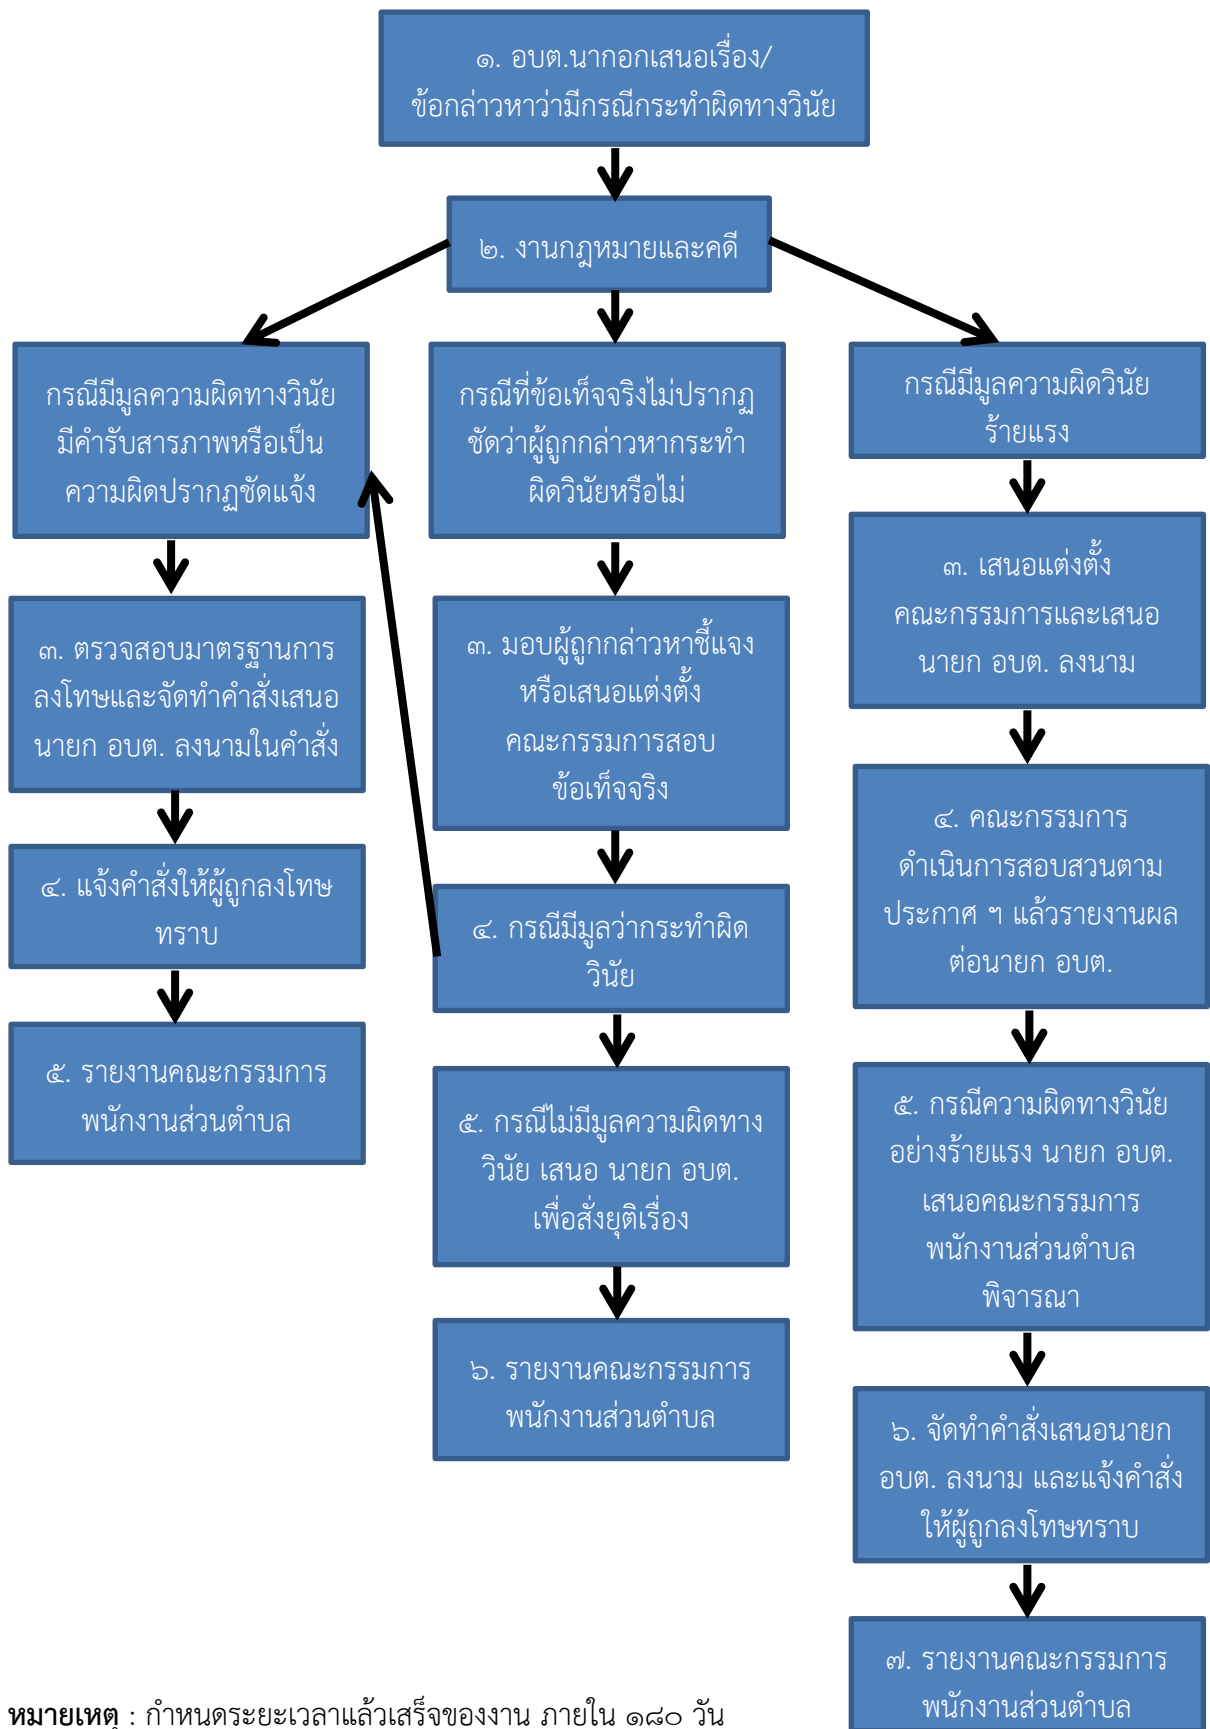 ๑. อบต.นากอกเสนอเรื่อง/
ข้อกล่าวหาว่ามีกรณีกระทำผิดทางวินัย
๒. งานกฎหมายและคดี
กรณีมีมูลความผิดทางวินัย
มีคำรับสารภาพหรือเป็น
ความผิดปรากฏชัดแจ้ง
๓. ตรวจสอบมาตรฐานการ
ลงโทษและจัดทำคำสั่งเสนอ
นายก อบต. ลงนามในคำสั่ง
๔. แจ้งคำสั่งให้ผู้ถูกลงโทษ
ทราบ
๕. รายงานคณะกรรมการ
พนักงานส่วนตำบล
กรณีที่ข้อเท็จจริงไม่ปรากฏ
ชัดว่าผู้ถูกกล่าวหากระทำ
ผิดวินัยหรือไม่
๓. มอบผู้ถูกกล่าวหาชี้แจง
หรือเสนอแต่งตั้ง
คณะกรรมการสอบ
ข้อเท็จจริง
๔. กรณีมีมูลว่ากระทำผิด
วินัย
๕. กรณีไม่มีมูลความผิดทาง
วินัย เสนอ นายก อบต.
เพื่อสั่งยุติเรื่อง
๖. รายงานคณะกรรมการ
พนักงานส่วนตำบล
กรณีมีมูลความผิดวินัย
ร้ายแรง
๓. เสนอแต่งตั้ง
คณะกรรมการและเสนอ
นายก อบต. ลงนาม
๔. คณะกรรมการ
ดำเนินการสอบสวนตาม
ประกาศ ฯ แล้วรายงานผล
ต่อนายก อบต.
๕. กรณีความผิดทางวินัย
อย่างร้ายแรง นายก อบต.
เสนอคณะกรรมการ
พนักงานส่วนตำบล
พิจารณา
๖. จัดทำคำสั่งเสนอนายก
อบต. ลงนาม และแจ้งคำสั่ง
ให้ผู้ถูกลงโทษทราบ
๗. รายงานคณะกรรมการ
พนักงานส่วนตำบล
หมายเหตุ : กำหนดระยะเวลาแล้วเสร็จของงาน ภายใน ๑๘๐ วัน